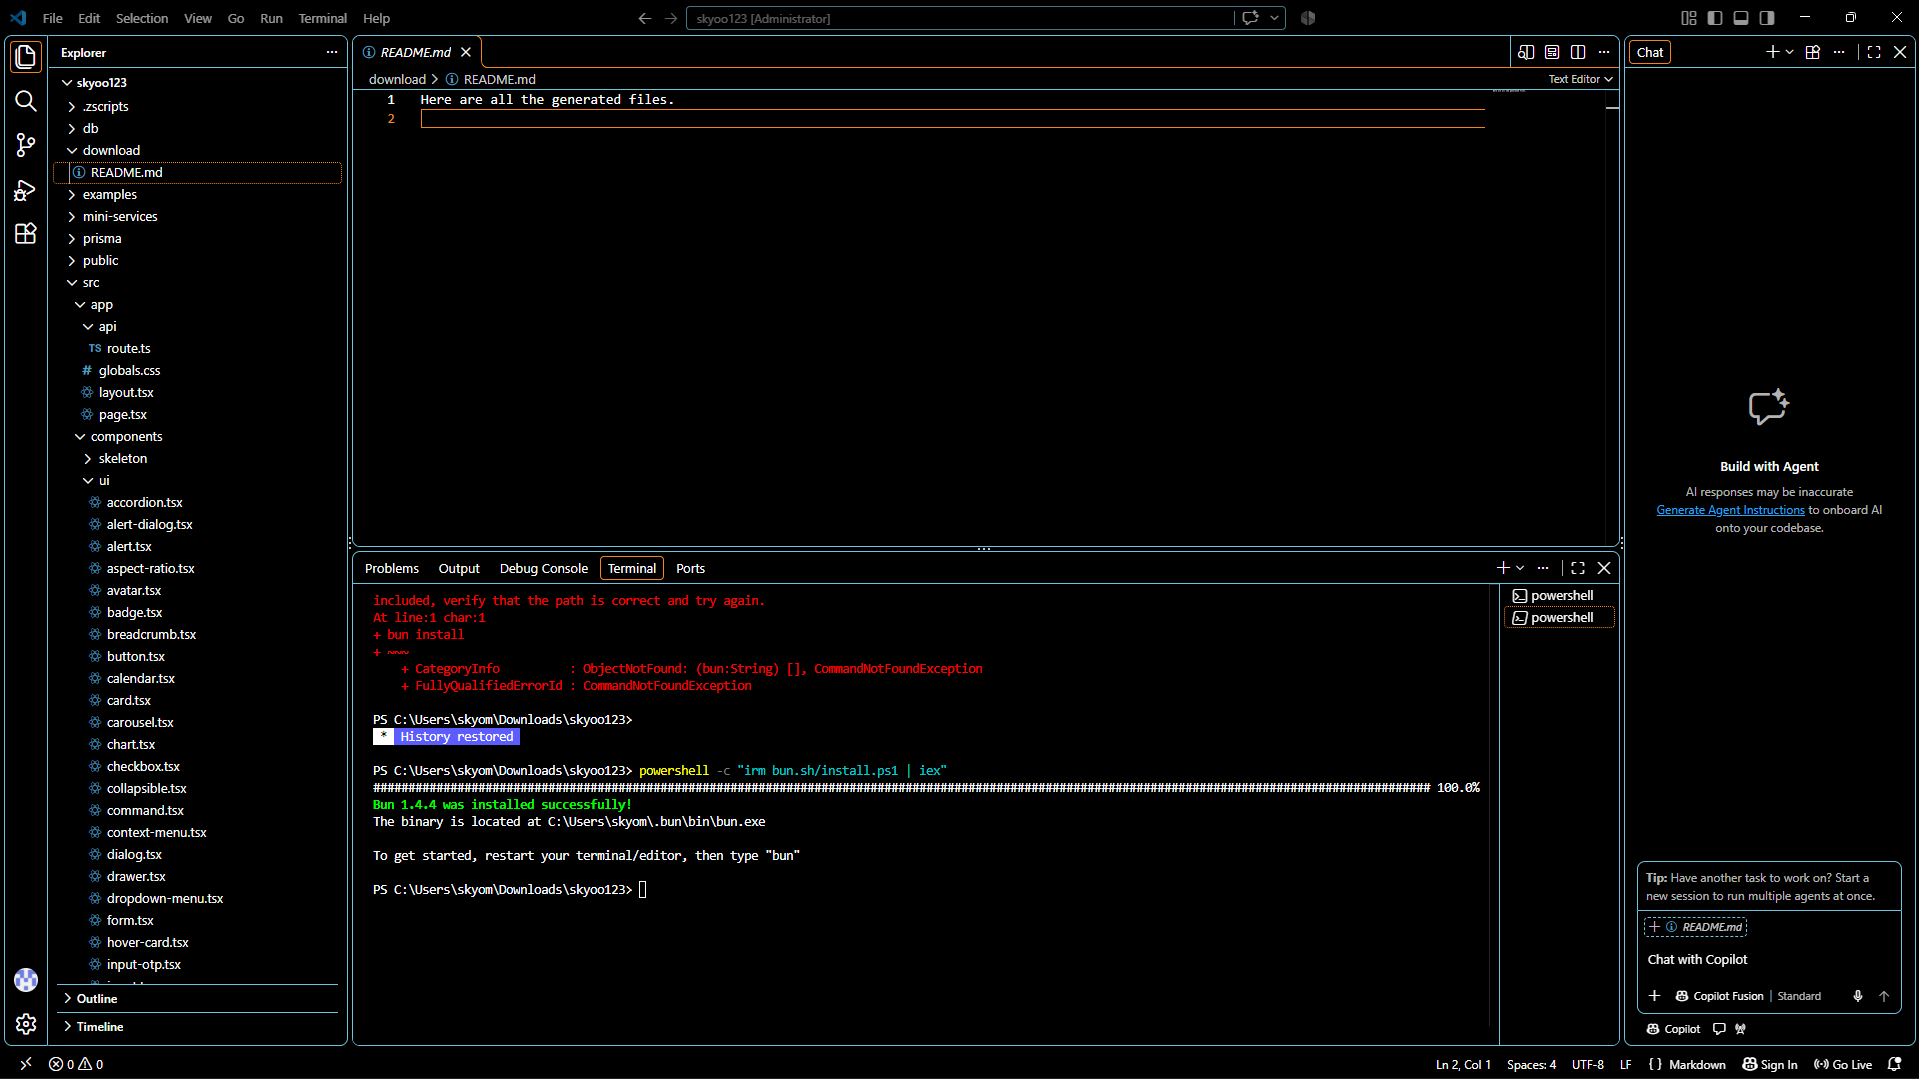 File Edit Selection View Go Run Terminal Help
skyoo123 [Administrator]
Explorer
skyoo123
.zscripts
db
download
README.md
examples
mini-services
prisma
public
src
app
api
TS route.ts
# globals.css
layout.tsx
page.tsx
components
skeleton
ui
accordion.tsx
alert-dialog.tsx
alert.tsx
aspect-ratio.tsx
avatar.tsx
badge.tsx
breadcrumb.tsx
button.tsx
calendar.tsx
card.tsx
carousel.tsx
chart.tsx
checkbox.tsx
collapsible.tsx
command.tsx
context-menu.tsx
dialog.tsx
drawer.tsx
dropdown-menu.tsx
form.tsx
hover-card.tsx
input-otp.tsx
Outline
Timeline
README.md
download > README.md
Text Editor
1 Here are all the generated files.
2
Problems Output Debug Console Terminal Ports
included, verify that the path is correct and try again.
At line:1 char:1
+ bun install
+ ~~~
+ CategoryInfo : ObjectNotFound: (bun:String) [], CommandNotFoundException
+ FullyQualifiedErrorId : CommandNotFoundException
PS C:\Users\skyom\Downloads\skyoo123>
* History restored
PS C:\Users\skyom\Downloads\skyoo123> powershell -c "irm bun.sh/install.ps1 | iex"
100.0%
Bun 1.4.4 was installed successfully!
The binary is located at C:\Users\skyom\.bun\bin\bun.exe
To get started, restart your terminal/editor, then type "bun"
PS C:\Users\skyom\Downloads\skyoo123>
powershell
powershell
Chat
Build with Agent
AI responses may be inaccurate
Generate Agent Instructions to onboard AI
onto your codebase.
Tip: Have another task to work on? Start a
new session to run multiple agents at once.
README.md
Chat with Copilot
Copilot Fusion | Standard
Copilot
0 0
Ln 2, Col 1 Spaces: 4 UTF-8 LF { } Markdown Sign In Go Live